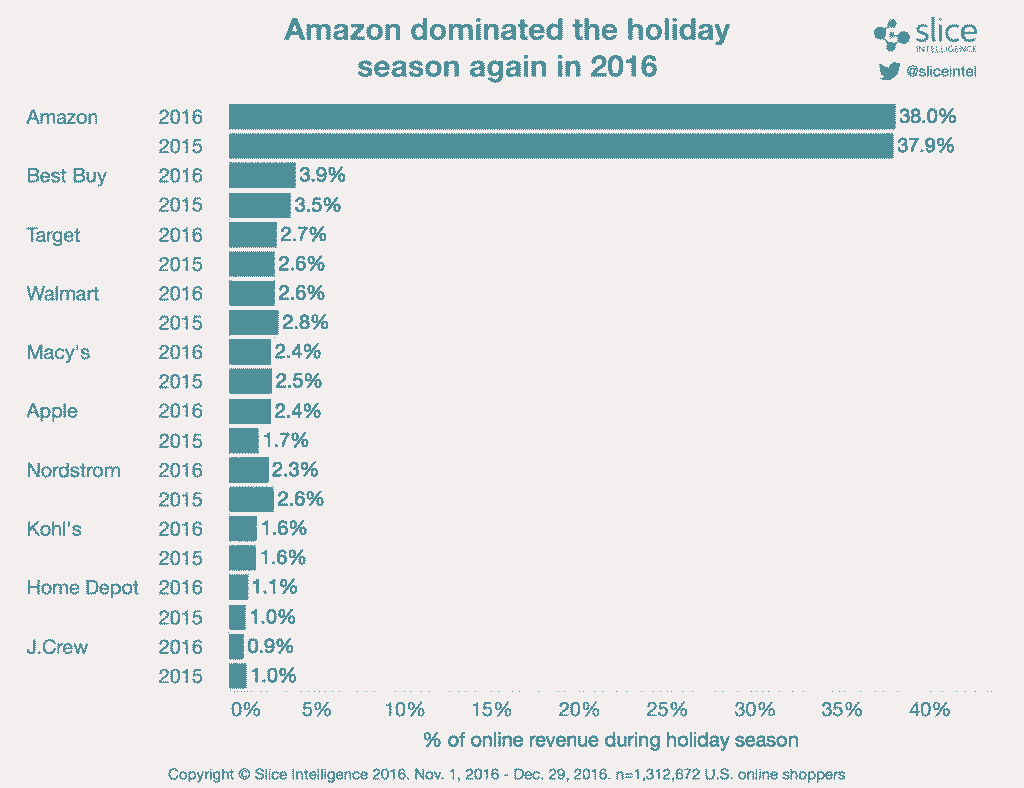 Amazon dominated the holiday
season again in 2016
slice
INTELLIGENCE
@sliceintel
Amazon 2016 38.0%
2015 37.9%
Best Buy 2016 3.9%
2015 3.5%
Target 2016 2.7%
2015 2.6%
Walmart 2016 2.6%
2015 2.8%
Macy's 2016 2.4%
2015 2.5%
Apple 2016 2.4%
2015 1.7%
Nordstrom 2016 2.3%
2015 2.6%
Kohl's 2016 1.6%
2015 1.6%
Home Depot 2016 1.1%
2015 1.0%
J.Crew 2016 0.9%
2015 1.0%
0% 5% 10% 15% 20% 25% 30% 35% 40%
% of online revenue during holiday season
Copyright © Slice Intelligence 2016. Nov. 1, 2016 - Dec. 29, 2016. n=1,312,672 U.S. online shoppers